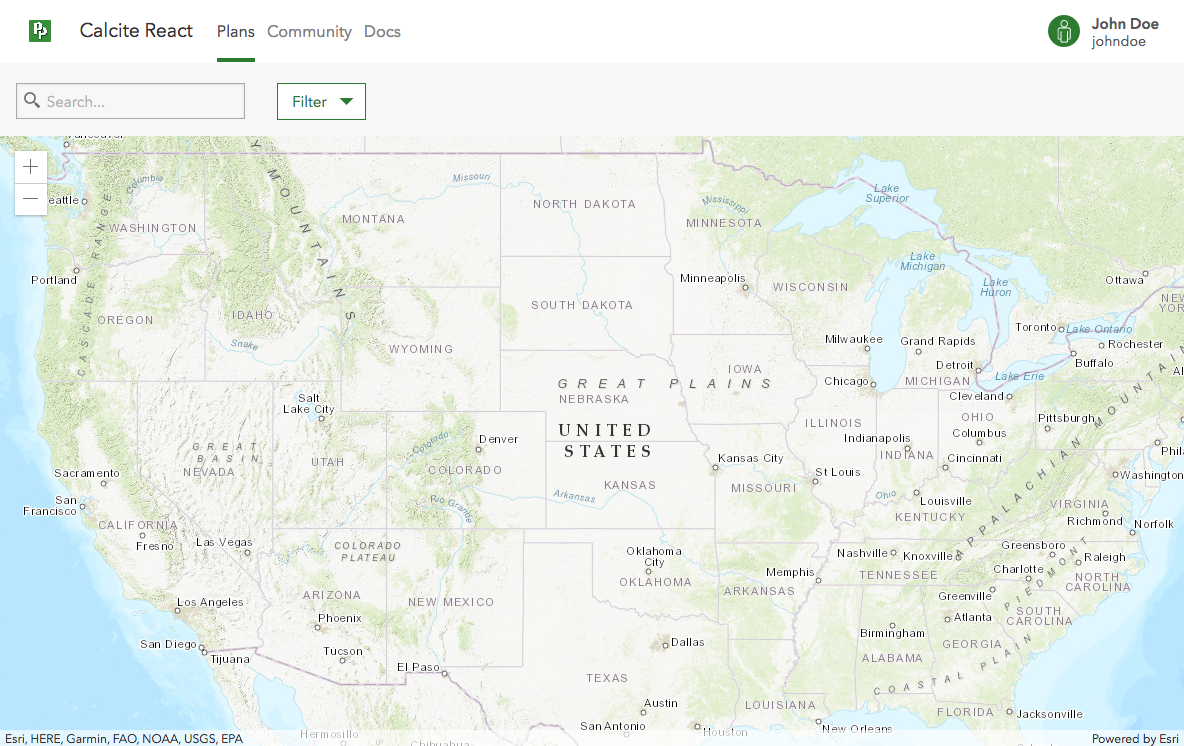 Calcite React
Plans
Community
Docs
John Doe
johndoe
Search...
Filter
Vancouver
Columbia
Missouri
Lake
Superior
NORTH DAKOTA
Mississippi
MONTANA
MINNESOTA
WASHINGTON
eattle
MOUNTAINS
CASCADE RANGE
Lake
Michigan
Minneapolis
Portland
Lake
Huron
Ottawa
WISCONSIN
NEW
YOR
SOUTH DAKOTA
OREGON
IDAHO
Toronto
Lake Ontario
Snake
Milwaukee
Grand Rapids
Rochester
WYOMING
Buffalo
Detroit
IOWA
Chicago
MICHIGAN
Lake Erie
Al
GREAT PLAINS
NEBRASKA
Salt
Lake City
Cleveland
OHIO
Pittsburgh
ILLINOIS
UNITED
STATES
Columbus
Denver
Colorado
Indianapolis
GREAT
BASIN
INDIANA
Phil
UTAH
Kansas City
Cincinnati
NEVADA
COLORADO
St Louis
Sacramento
Washington
KANSAS
MISSOURI
Arkansas
Ohio
Rio Grande
San
Francisco
Louisville
VIRGINIA
KENTUCKY
Richmond
Norfolk
CALIFORNIA
APPALACHIAN MOUNTAIN
Fresno
Las Vegas
COLORADO
PLATEAU
Oklahoma
City
Nashville
Knoxville
Greensboro
Raleigh
Charlotte
Memphis
TENNESSEE
OKLAHOMA
NORTH
CAROLINA
ARKANSAS
ARIZONA
NEW MEXICO
Greenville
PIEDMONT
Los Angeles
Phoenix
SOUTH
CAROLINA
Atlanta
Birmingham
San Diego
Tijuana
Tucson
Dallas
GEORGIA
El Paso
ALABAMA
COASTAL PLAIN
TEXAS
Austin
LOUISIANA
FLORIDA
Jacksonville
San Antonio
Houston
New Orleans
Hermosillo
Chihuahua
Esri, HERE, Garmin, FAO, NOAA, USGS, EPA
Powered by Esri